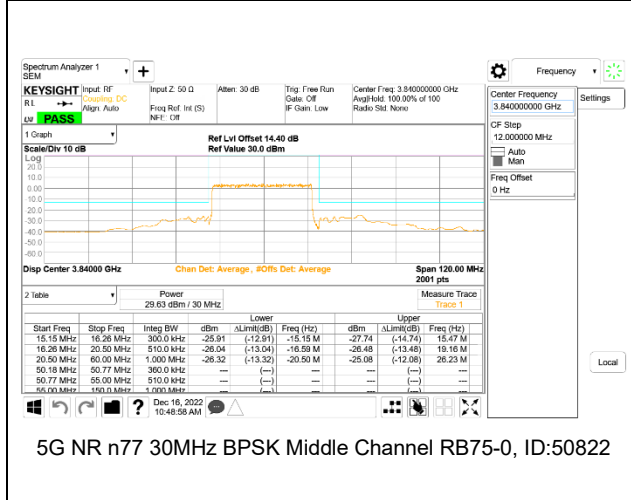 Spectrum Analyzer 1
SEM
+
Frequency
KEYSIGHT Input: RF Input Z: 50 Ω Atten: 30 dB Trig: Free Run Center Freq: 3.840000000 GHz
Coupling: DC Gate: Off Avg|Hold: 100.00% of 100
RL Align: Auto Freq Ref: Int (S) IF Gain: Low Radio Std: None
PASS NFE: Off
Center Frequency
3.840000000 GHz
Settings
CF Step
12.000000 MHz
Auto
Man
Freq Offset
0 Hz
1 Graph
Ref Lvl Offset 14.40 dB
Scale/Div 10 dB Ref Value 30.0 dBm
Log
20.0
10.0
0.00
-10.0
-20.0
-30.0
-40.0
-50.0
-60.0
Disp Center 3.84000 GHz Chan Det: Average, #Offs Det: Average Span 120.00 MHz
2001 pts
2 Table Power Measure Trace
29.63 dBm / 30 MHz Trace 1
Lower Upper
Start Freq Stop Freq Integ BW dBm ΔLimit(dB) Freq (Hz) dBm ΔLimit(dB) Freq (Hz)
15.15 MHz 16.26 MHz 300.0 kHz -25.91 (-12.91) -15.15 M -27.74 (-14.74) 15.47 M
16.26 MHz 20.50 MHz 510.0 kHz -26.04 (-13.04) -16.59 M -26.48 (-13.48) 19.16 M
20.50 MHz 60.00 MHz 1.000 MHz -26.32 (-13.32) -20.50 M -25.08 (-12.08) 26.23 M
50.18 MHz 50.77 MHz 360.0 kHz --- (---) --- --- (---) ---
50.77 MHz 55.00 MHz 510.0 kHz --- (---) --- --- (---) ---
55.00 MHz 150.0 MHz 1.000 MHz --- (---) --- --- (---) ---
Local
? Dec 16, 2022
10:48:58 AM
5G NR n77 30MHz BPSK Middle Channel RB75-0, ID:50822